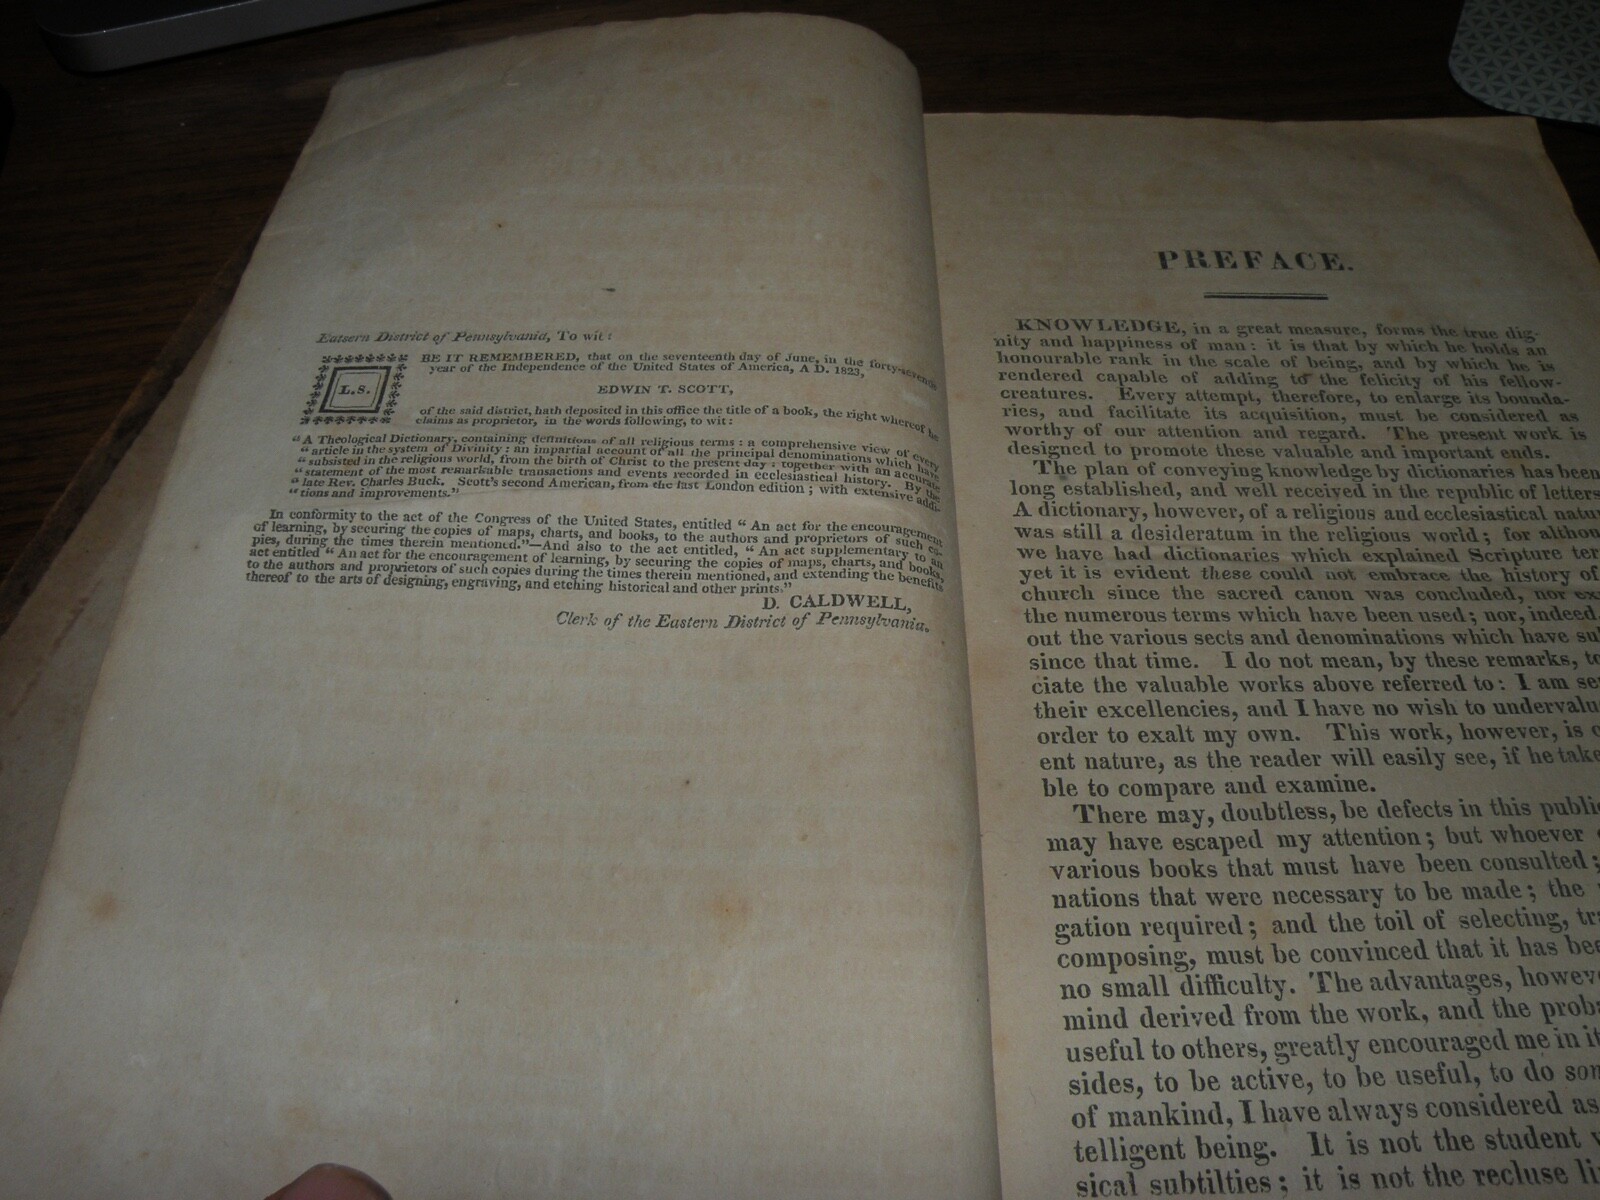 Eatsern District of Pennsylvania, To wit:
L.S.
BE IT REMEMBERED, that on the seventeenth day of June, in the forty-seventh
year of the Independence of the United States of America, A D. 1823,
EDWIN T. SCOTT,
of the said district, hath deposited in this office the title of a book, the right whereof he
claims as proprietor, in the words following, to wit:
"A Theological Dictionary, containing definitions of all religious terms: a comprehensive view of every
"article in the system of Divinity: an impartial account of all the principal denominations which have
"subsisted in the religious world, from the birth of Christ to the present day: together with an accurate
"statement of the most remarkable transactions and events recorded in ecclesiastical history. By the
"late Rev. Charles Buck. Scott's second American, from the last London edition; with extensive addi-
"tions and improvements."
In conformity to the act of the Congress of the United States, entitled "An act for the encouragement
of learning, by securing the copies of maps, charts, and books, to the authors and proprietors of such co-
pies, during the times therein mentioned."—And also to the act entitled, "An act supplementary to an
act entitled "An act for the encouragement of learning, by securing the copies of maps, charts, and books,
to the authors and proprietors of such copies during the times therein mentioned, and extending the benefits
thereof to the arts of designing, engraving, and etching historical and other prints."
D. CALDWELL,
Clerk of the Eastern District of Pennsylvania.
PREFACE.
KNOWLEDGE, in a great measure, forms the true dig-
nity and happiness of man: it is that by which he holds an
honourable rank in the scale of being, and by which he is
rendered capable of adding to the felicity of his fellow-
creatures. Every attempt, therefore, to enlarge its bounda-
ries, and facilitate its acquisition, must be considered as
worthy of our attention and regard. The present work is
designed to promote these valuable and important ends.
The plan of conveying knowledge by dictionaries has been
long established, and well received in the republic of letters
A dictionary, however, of a religious and ecclesiastical natu
was still a desideratum in the religious world; for althou
we have had dictionaries which explained Scripture ter
yet it is evident these could not embrace the history of
church since the sacred canon was concluded, nor ex
the numerous terms which have been used; nor, indeed,
out the various sects and denominations which have su
since that time. I do not mean, by these remarks, to
ciate the valuable works above referred to: I am se
their excellencies, and I have no wish to undervalu
order to exalt my own. This work, however, is
ent nature, as the reader will easily see, if he take
ble to compare and examine.
There may, doubtless, be defects in this public
may have escaped my attention; but whoever
various books that must have been consulted;
nations that were necessary to be made; the
gation required; and the toil of selecting, tr
composing, must be convinced that it has bee
no small difficulty. The advantages, howev
mind derived from the work, and the prob
useful to others, greatly encouraged me in it
sides, to be active, to be useful, to do som
of mankind, I have always considered as
telligent being. It is not the student
sical subtilties; it is not the recluse li